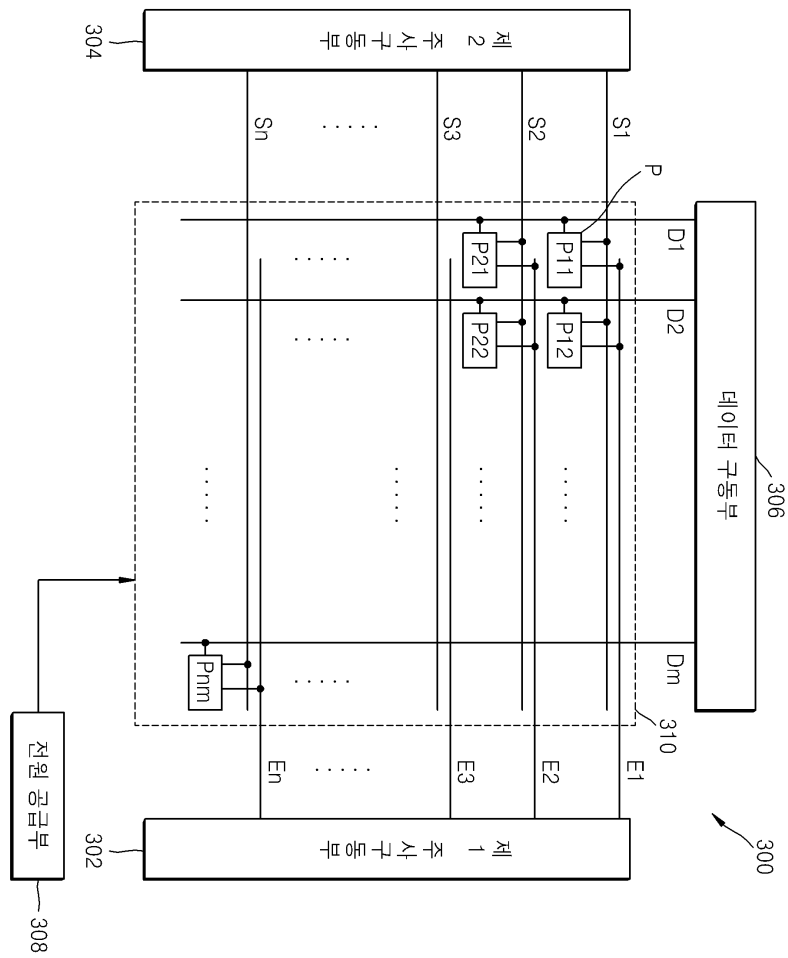 300
306
데이터 구동부
304
제 2 주사구동부
D1
D2
Dm
P
310
S1
P11
P12
E1
S2
P21
P22
E2
S3
E3
.....
.....
.....
.....
.....
.....
.....
.....
.....
Sn
Pnm
En
302
제 1 주사구동부
전원 공급부
308